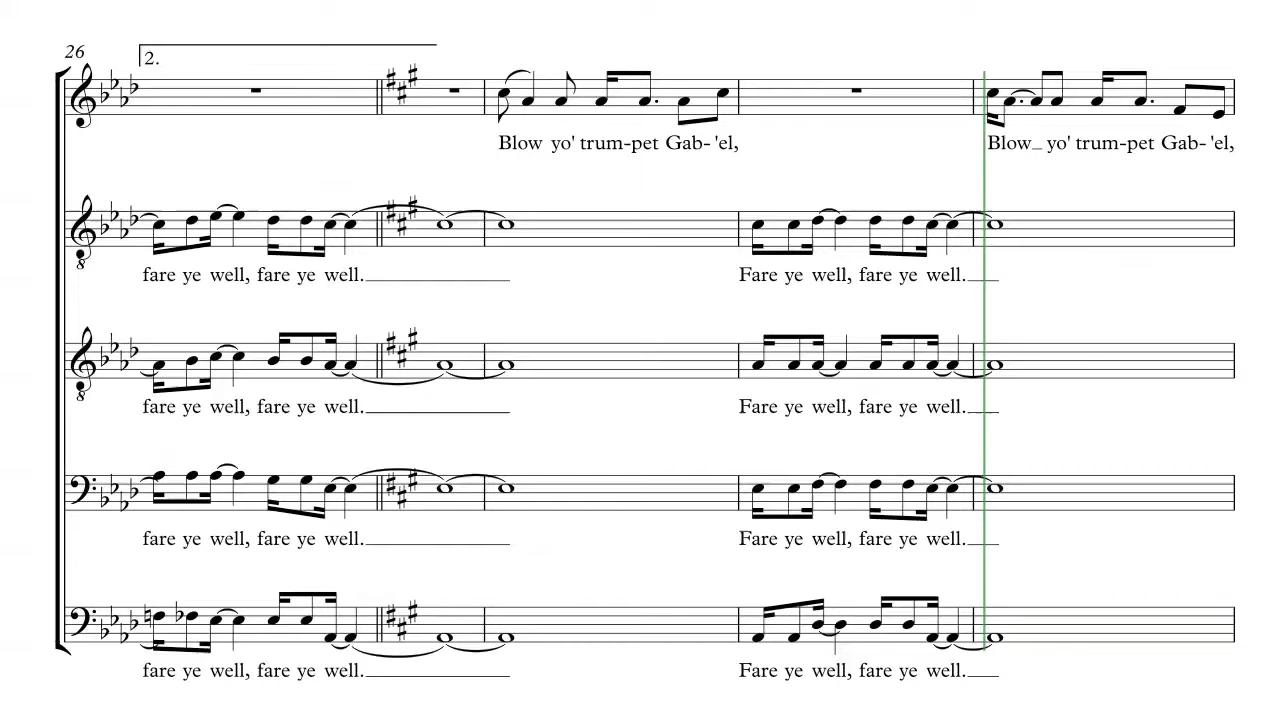 26
2.
Blow yo' trum-pet Gab- 'el, Blow_ yo' trum-pet Gab- 'el,
8
fare ye well, fare ye well. Fare ye well, fare ye well.
8
fare ye well, fare ye well. Fare ye well, fare ye well.
fare ye well, fare ye well. Fare ye well, fare ye well.
fare ye well, fare ye well. Fare ye well, fare ye well.